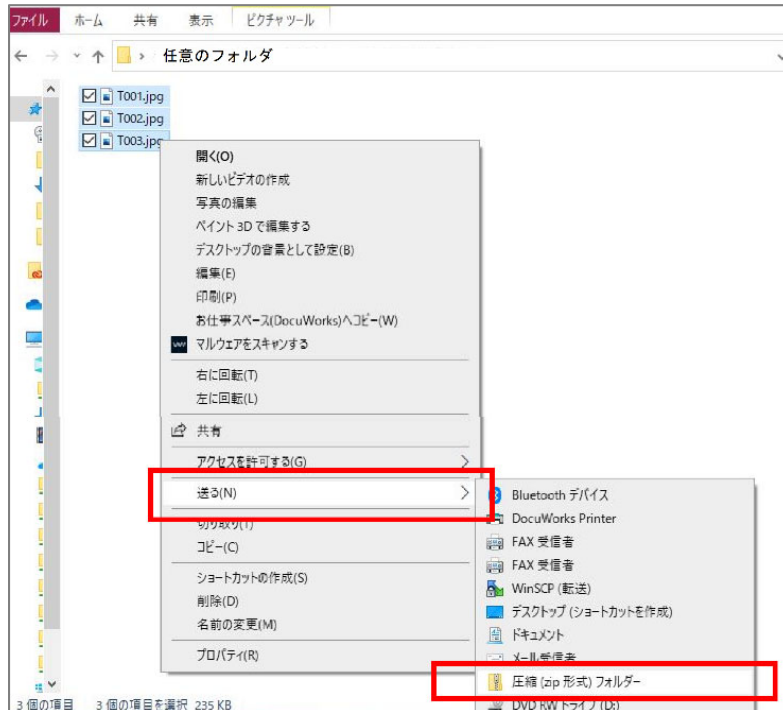 ファイル ホーム 共有 表示 ピクチャ ツール
任意のフォルダ
T001.jpg
T002.jpg
T003.jpg
開く(O)
新しいビデオの作成
写真の編集
ペイント 3D で編集する
デスクトップの背景として設定(B)
編集(E)
印刷(P)
お仕事スペース(DocuWorks)へコピー(W)
マルウェアをスキャンする
右に回転(T)
左に回転(L)
共有
アクセスを許可する(G)
送る(N)
切り取り(T)
コピー(C)
ショートカットの作成(S)
削除(D)
名前の変更(M)
プロパティ(R)
Bluetooth デバイス
DocuWorks Printer
FAX 受信者
FAX 受信者
WinSCP (転送)
デスクトップ (ショートカットを作成)
ドキュメント
メール受信者
圧縮 (zip 形式) フォルダー
DVD RW ドライブ (D:)
3 個の項目 3 個の項目を選択 235 KB